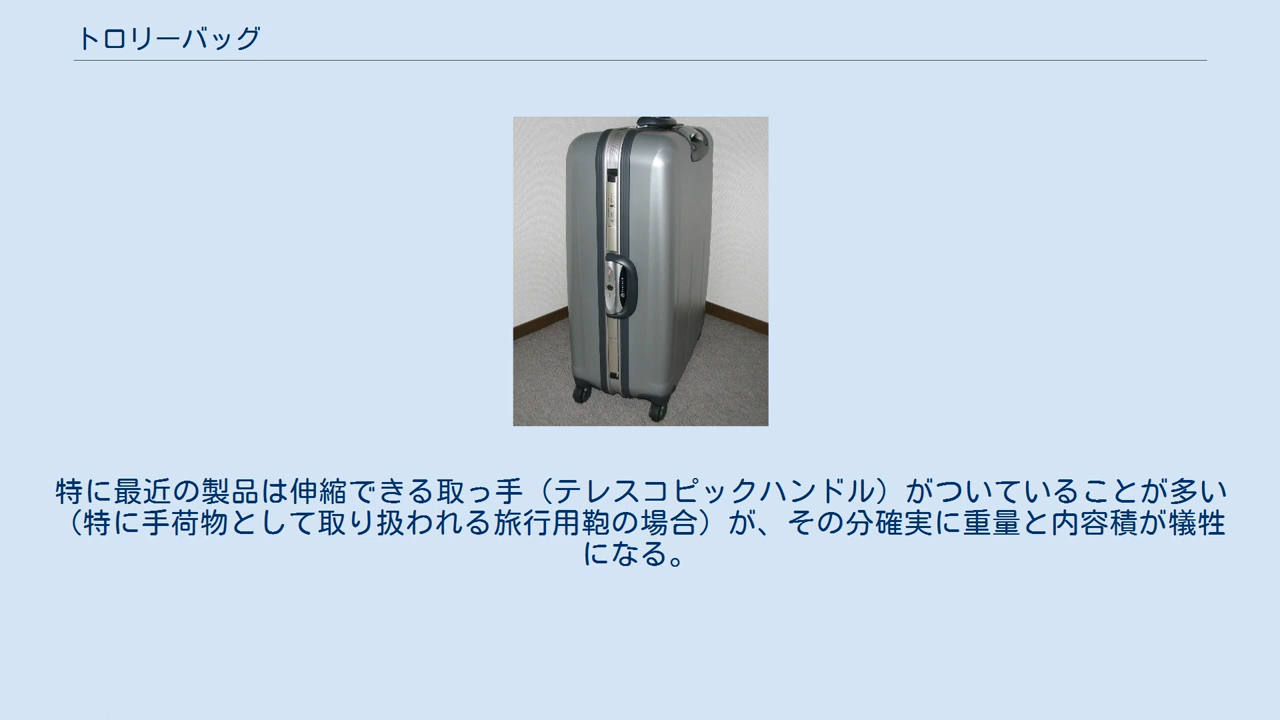 トロリーバッグ
特に最近の製品は伸縮できる取っ手（テレスコピックハンドル）がついていることが多い
（特に手荷物として取り扱われる旅行用鞄の場合）が、その分確実に重量と内容積が犠牲
になる。